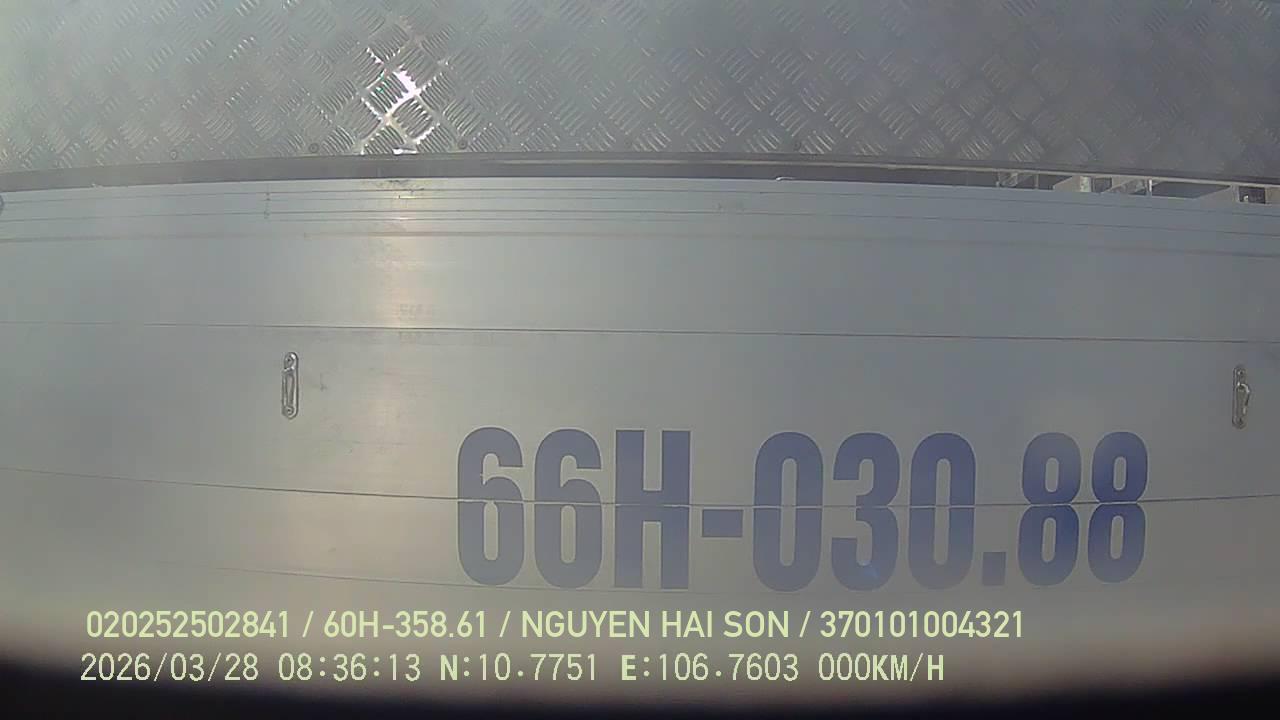 66H-030.88
020252502841 / 60H-358.61 / NGUYEN HAI SON / 370101004321
2026/03/28 08:36:13 N:10.7751 E:106.7603 000KM/H